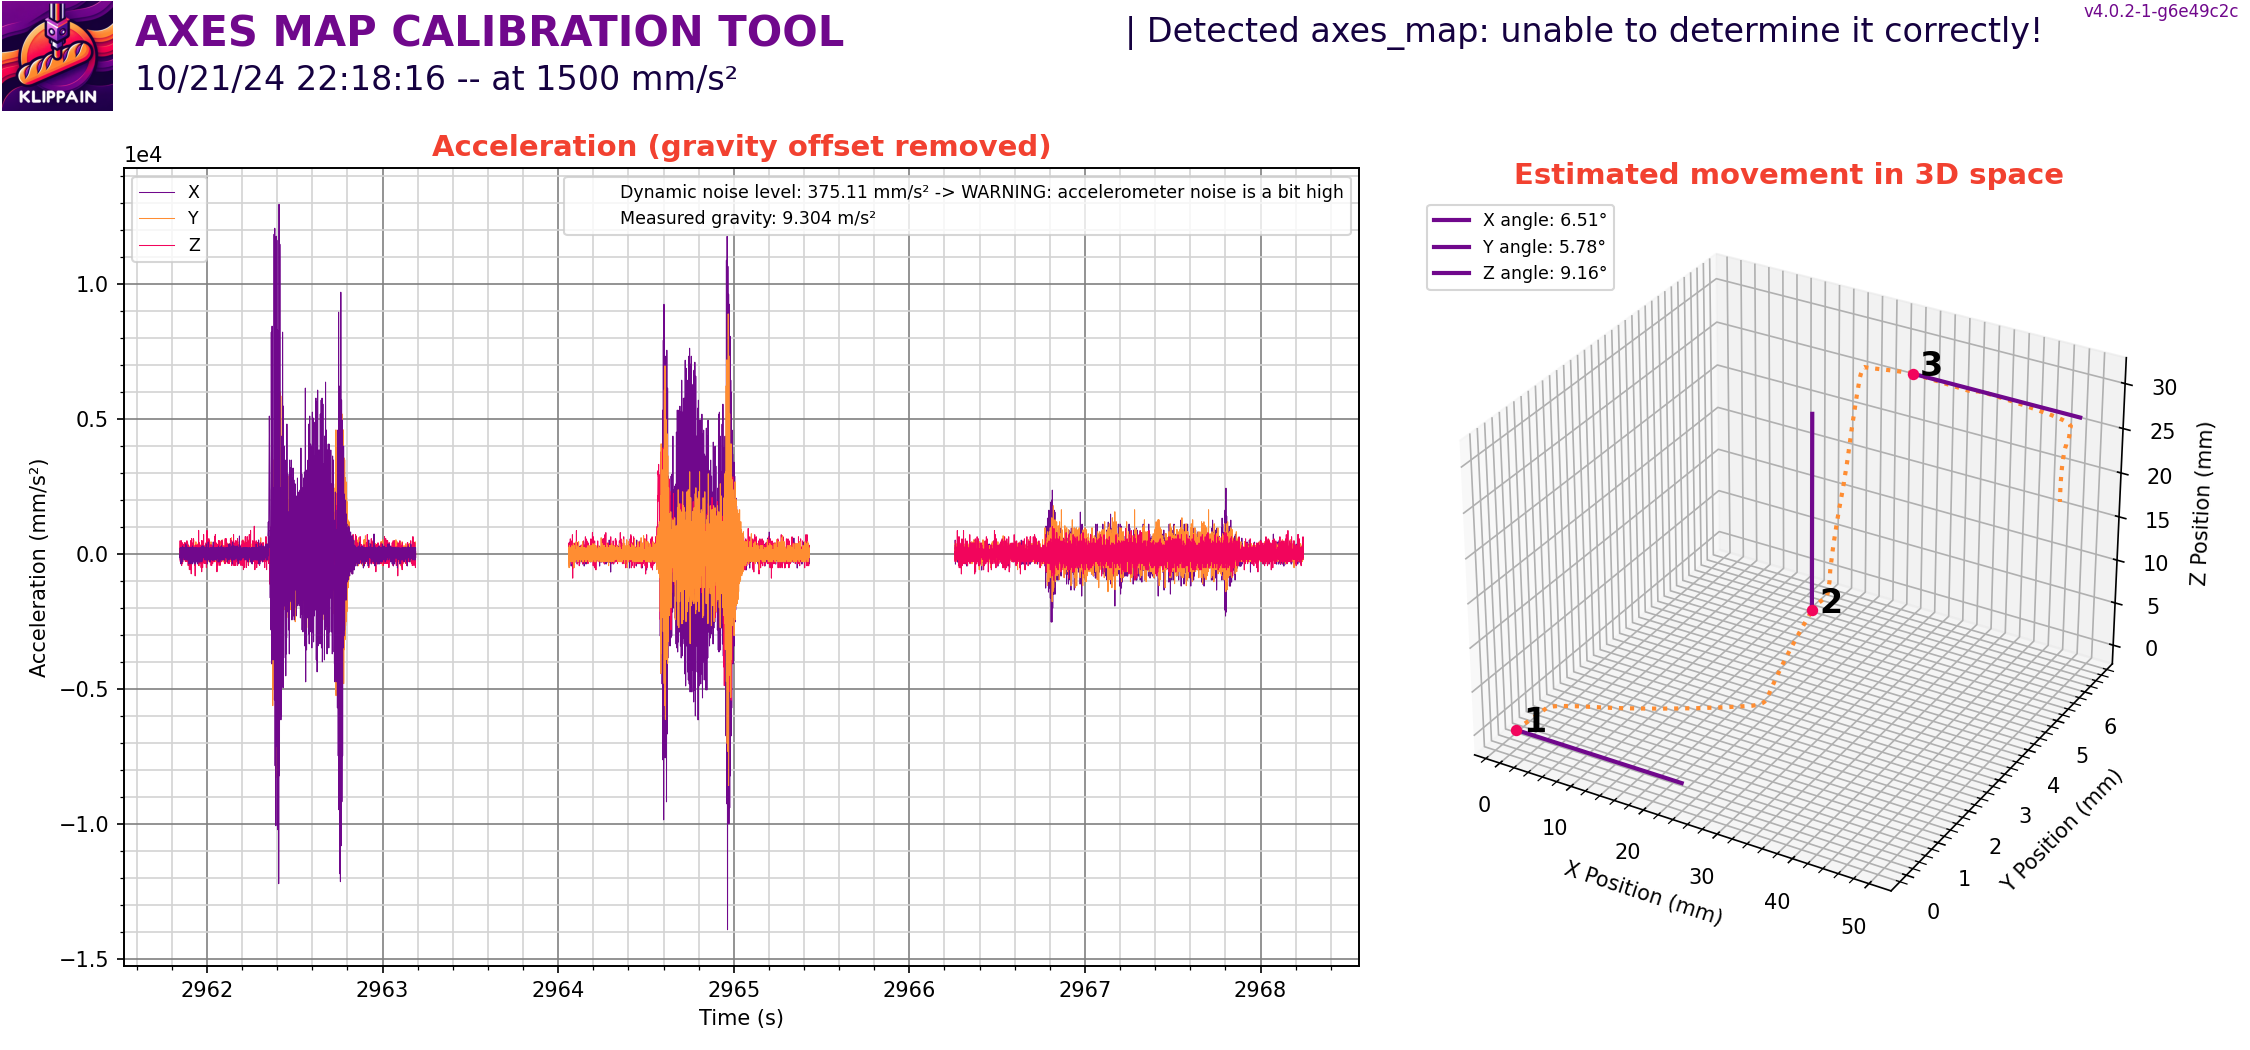 KLIPPAIN
AXES MAP CALIBRATION TOOL
10/21/24 22:18:16 -- at 1500 mm/s²
| Detected axes_map: unable to determine it correctly!
v4.0.2-1-g6e49c2c
Acceleration (gravity offset removed)
1e4
X
Y
Z
Dynamic noise level: 375.11 mm/s² -> WARNING: accelerometer noise is a bit high
Measured gravity: 9.304 m/s²
1.0
0.5
0.0
−0.5
−1.0
−1.5
Acceleration (mm/s²)
2962 2963 2964 2965 2966 2967 2968
Time (s)
Estimated movement in 3D space
X angle: 6.51°
Y angle: 5.78°
Z angle: 9.16°
1
2
3
0 10 20 30 40 50
X Position (mm)
0 1 2 3 4 5 6
Y Position (mm)
30
25
20
15
10
5
0
Z Position (mm)